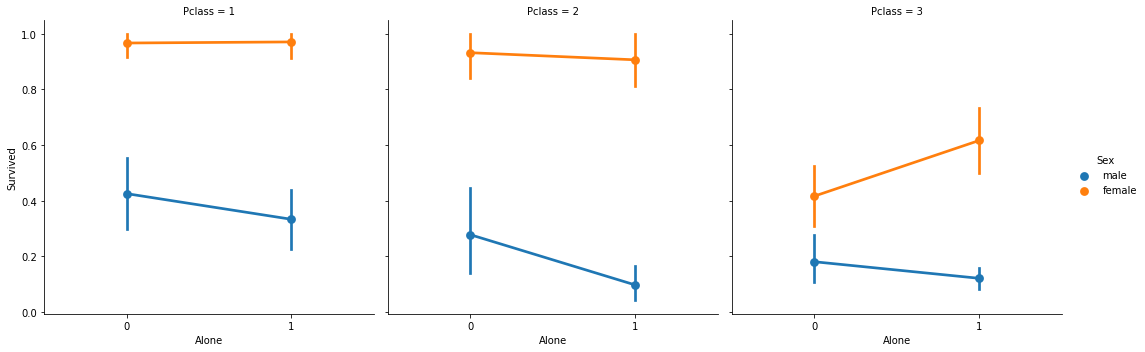 Pclass = 1
Pclass = 2
Pclass = 3
Survived
1.0
0.8
0.6
0.4
0.2
0.0
0
1
0
1
0
1
Alone
Alone
Alone
Sex
male
female